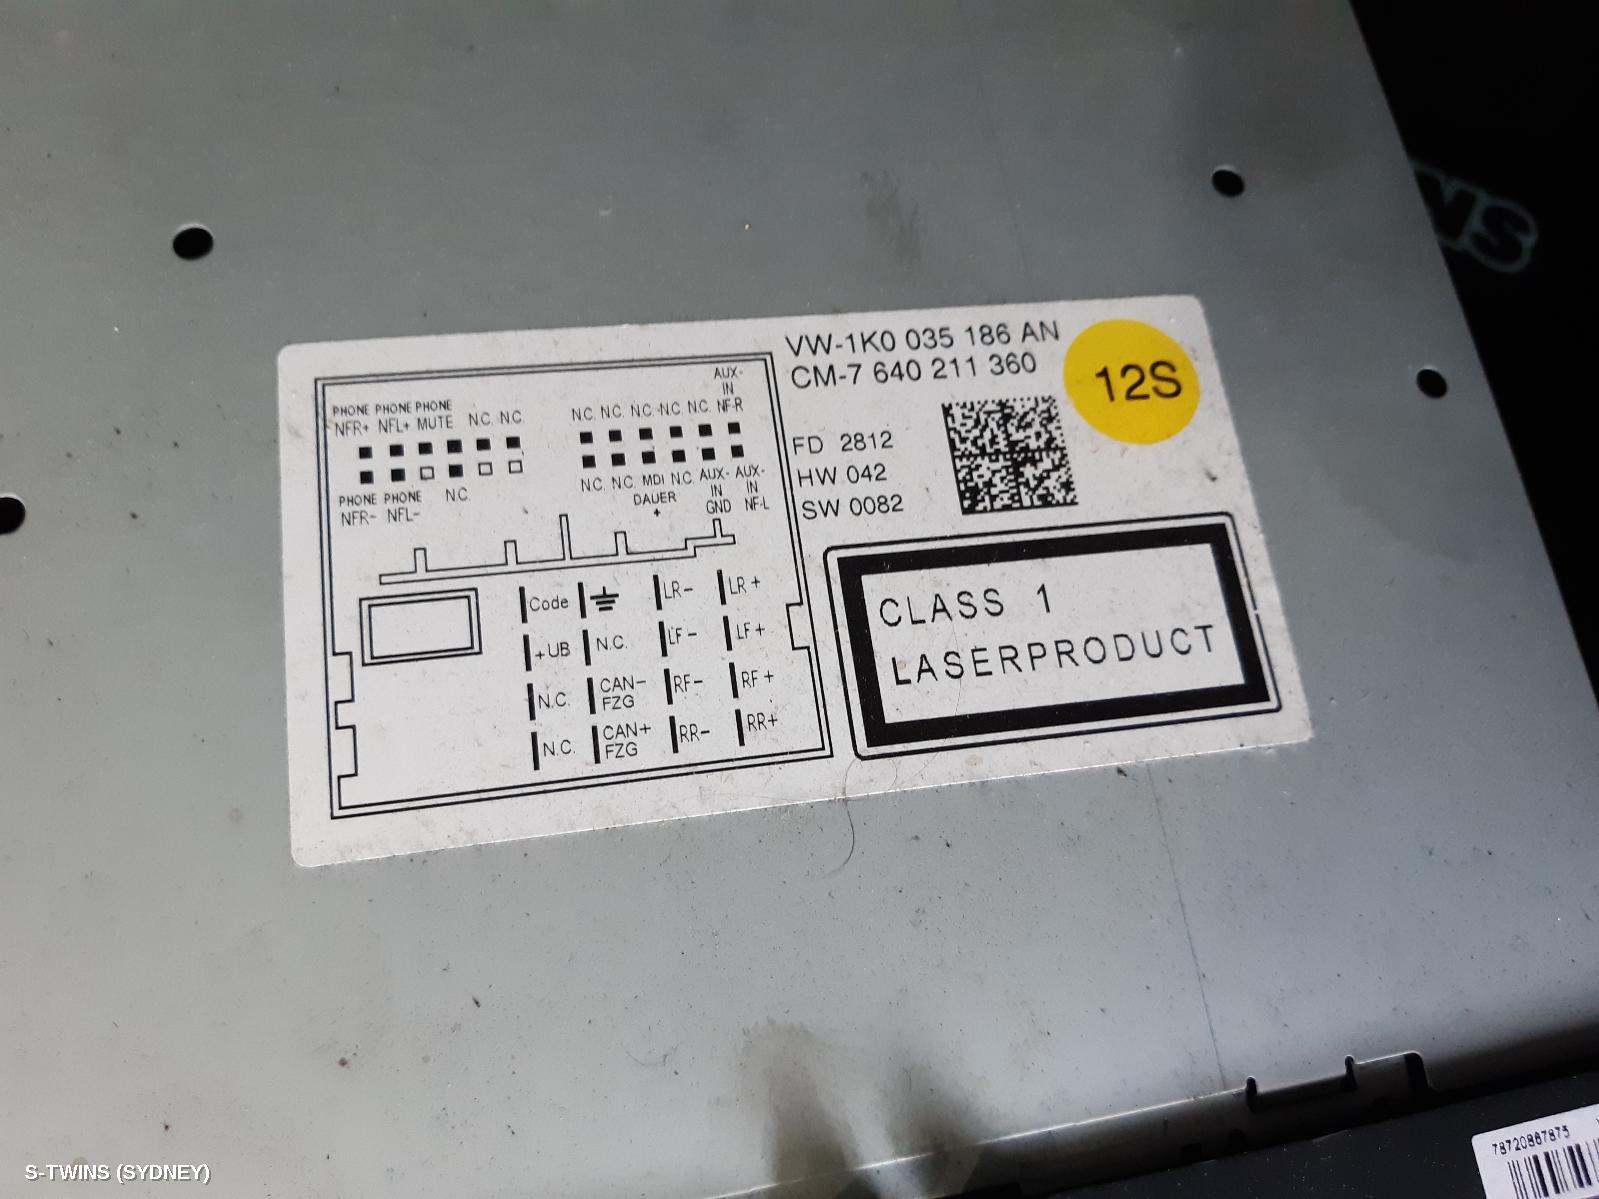 NS
VW-1K0 035 186 AN
CM-7 640 211 360
12S
FD 2812
HW 042
SW 0082
CLASS 1
LASERPRODUCT
AUX-
IN
PHONE PHONE PHONE
NFR+ NFL+ MUTE N.C. N.C.
N.C. N.C. N.C. N.C. N.C. NF-R
PHONE PHONE N.C.
NFR- NFL-
N.C. N.C. MDI N.C. AUX- AUX-
DAUER IN IN
+ GND NF-L
Code LR- LR+
+UB N.C. LF- LF+
N.C. CAN- RF- RF+
FZG
N.C. CAN+ RR- RR+
FZG
78720867875
S-TWINS (SYDNEY)